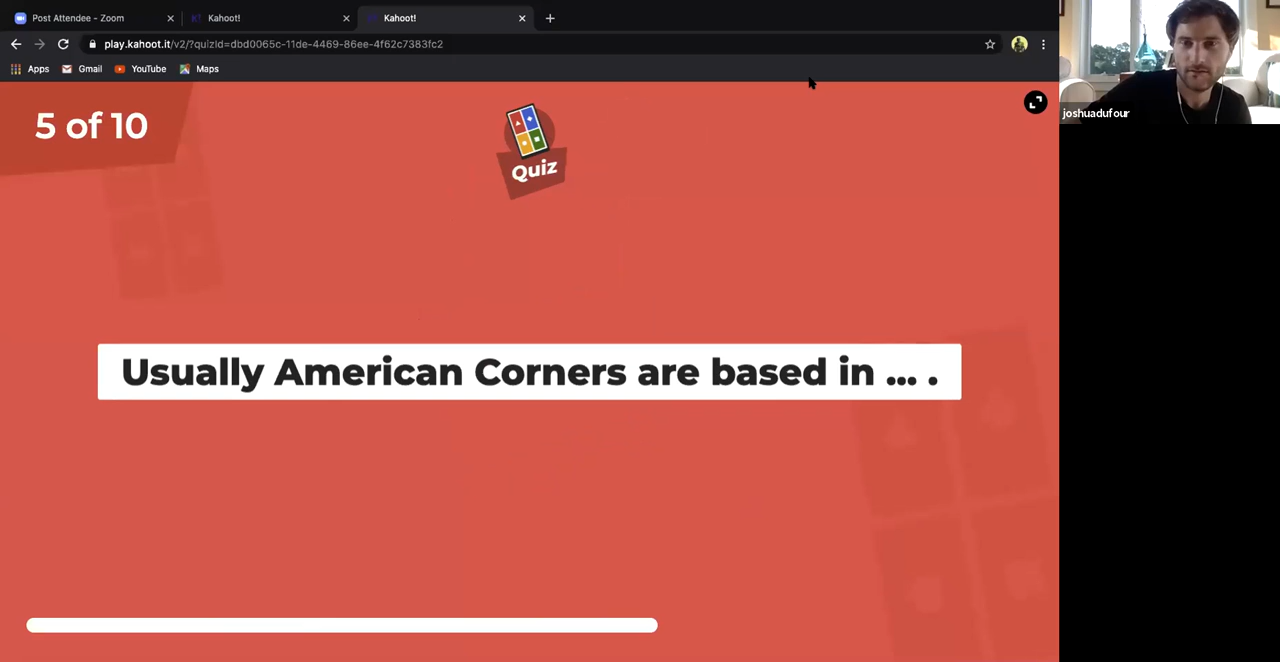 Post Attendee - Zoom
Kahoot!
Kahoot!
play.kahoot.it/v2/?quizId=dbd0065c-11de-4469-86ee-4f62c7383fc2
Apps
Gmail
YouTube
Maps
joshuadufour
5 of 10
Quiz
Usually American Corners are based in ... .